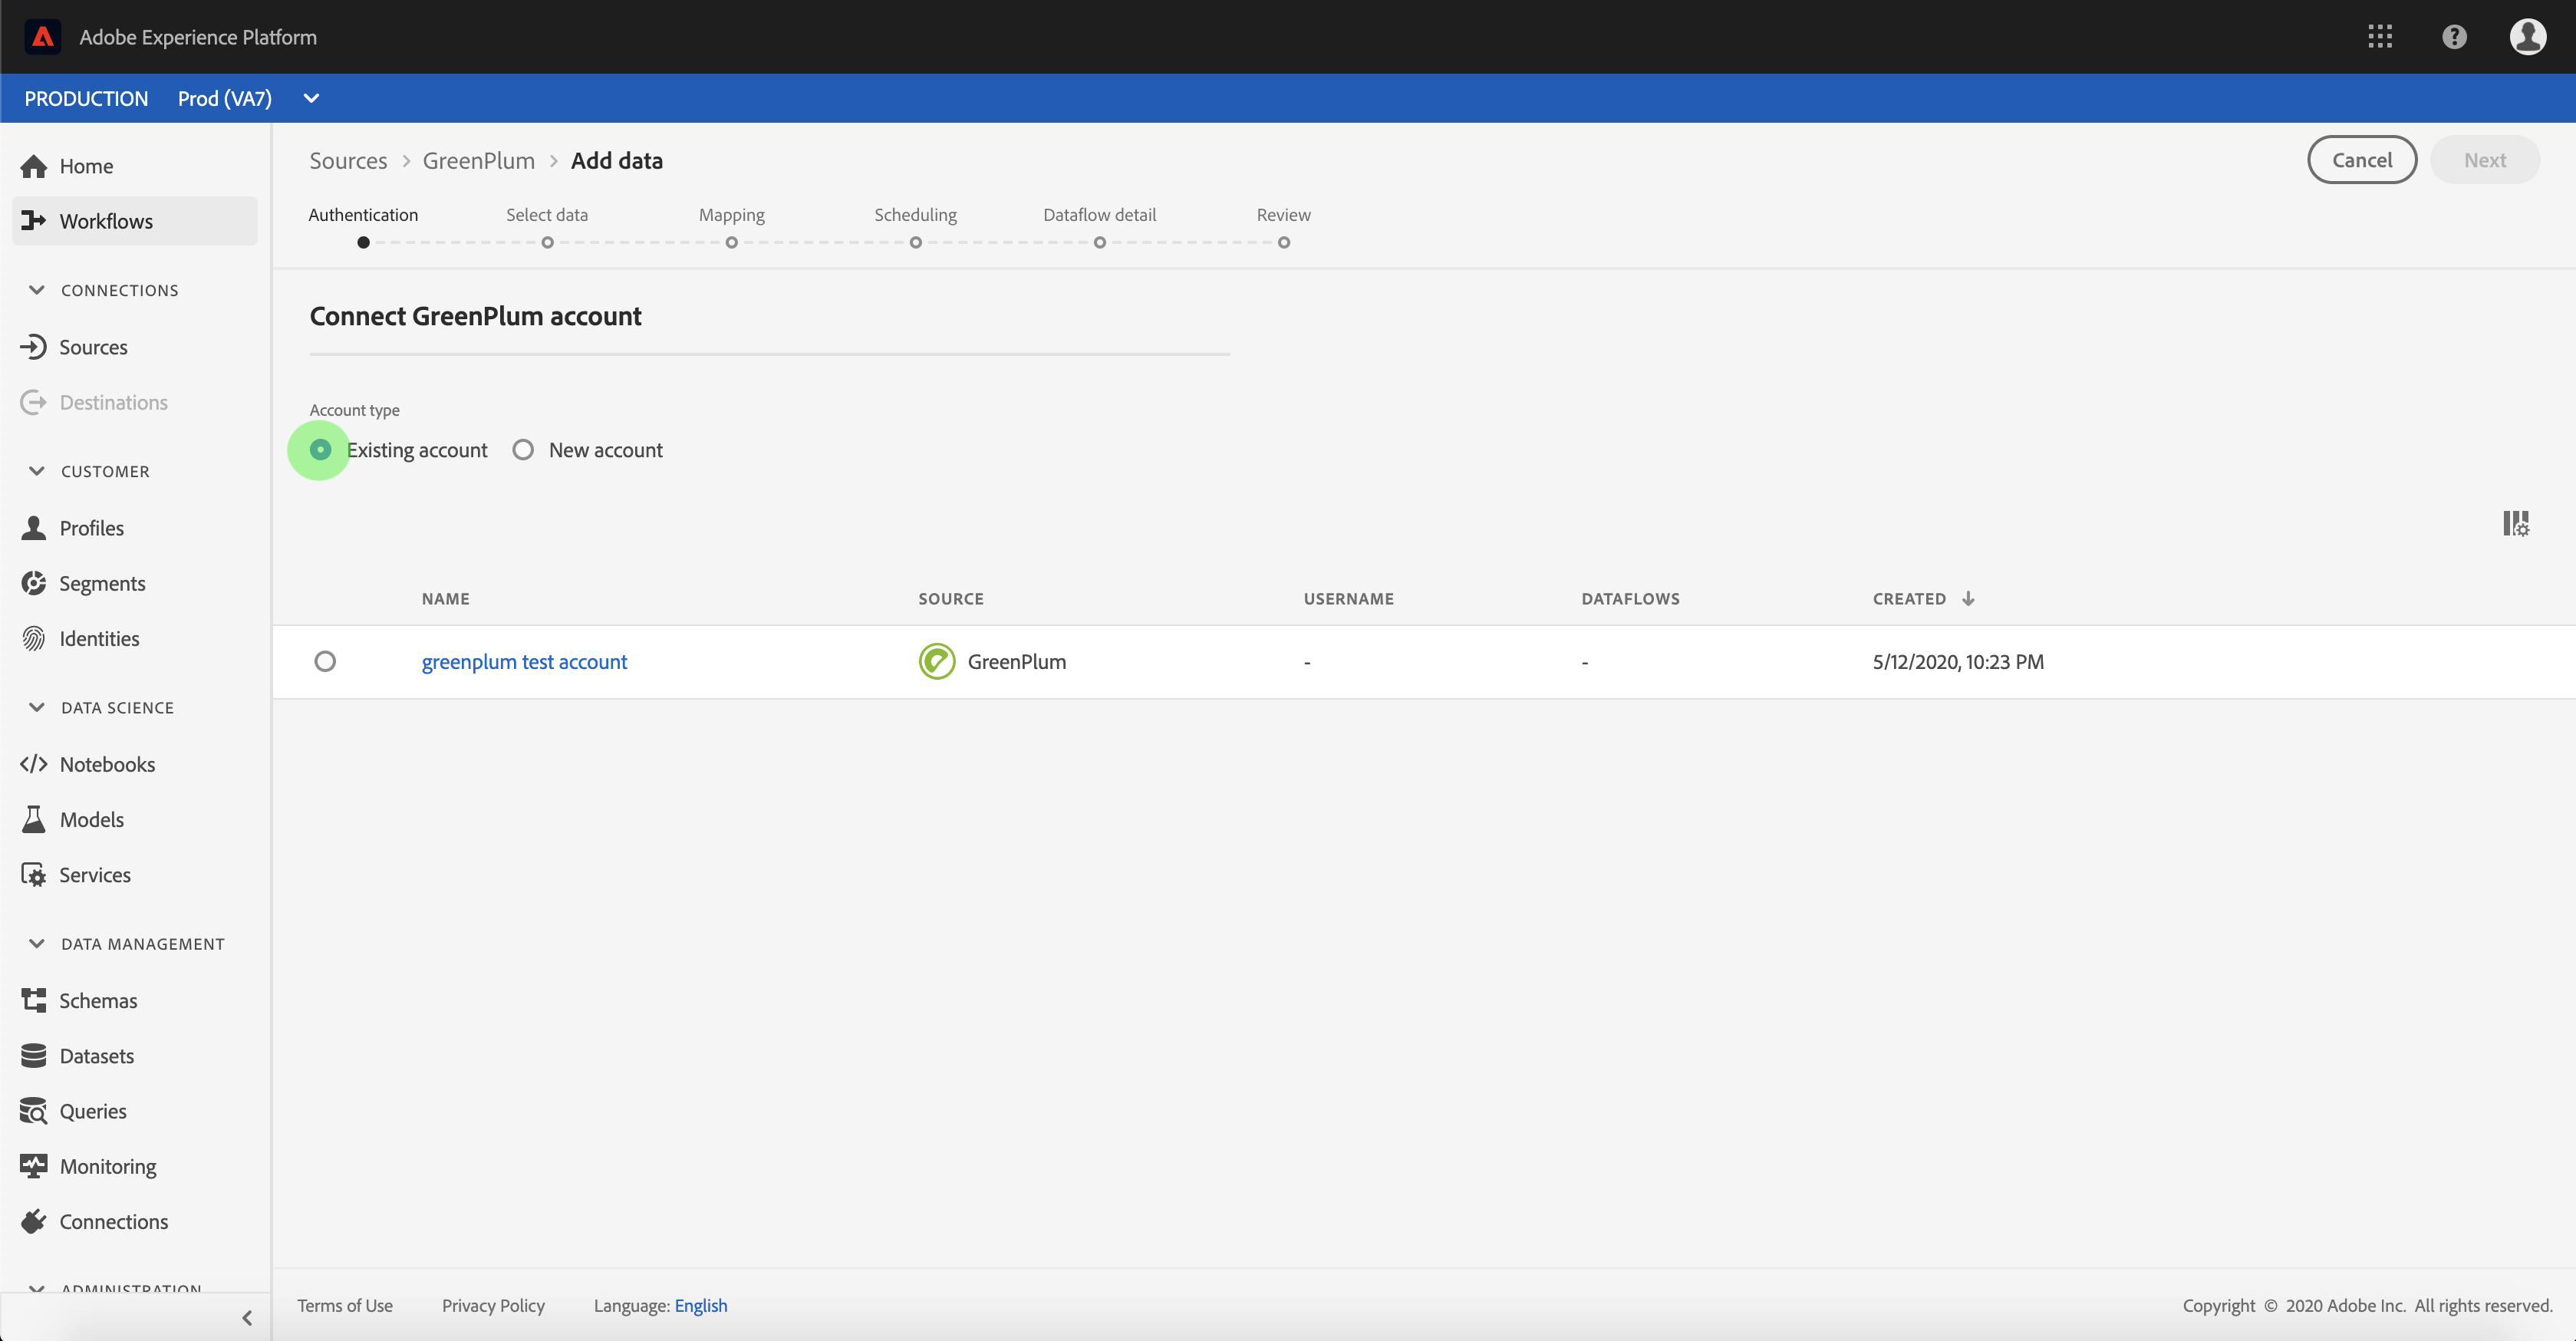 Adobe Experience Platform
PRODUCTION Prod (VA7)
Home
Workflows
CONNECTIONS
Sources
Destinations
CUSTOMER
Profiles
Segments
Identities
DATA SCIENCE
Notebooks
Models
Services
DATA MANAGEMENT
Schemas
Datasets
Queries
Monitoring
Connections
ADMINISTRATION
Sources > GreenPlum > Add data
Cancel Next
Authentication Select data Mapping Scheduling Dataflow detail Review
Connect GreenPlum account
Account type
Existing account New account
NAME SOURCE USERNAME DATAFLOWS CREATED
greenplum test account GreenPlum - - 5/12/2020, 10:23 PM
Terms of Use Privacy Policy Language: English Copyright © 2020 Adobe Inc. All rights reserved.